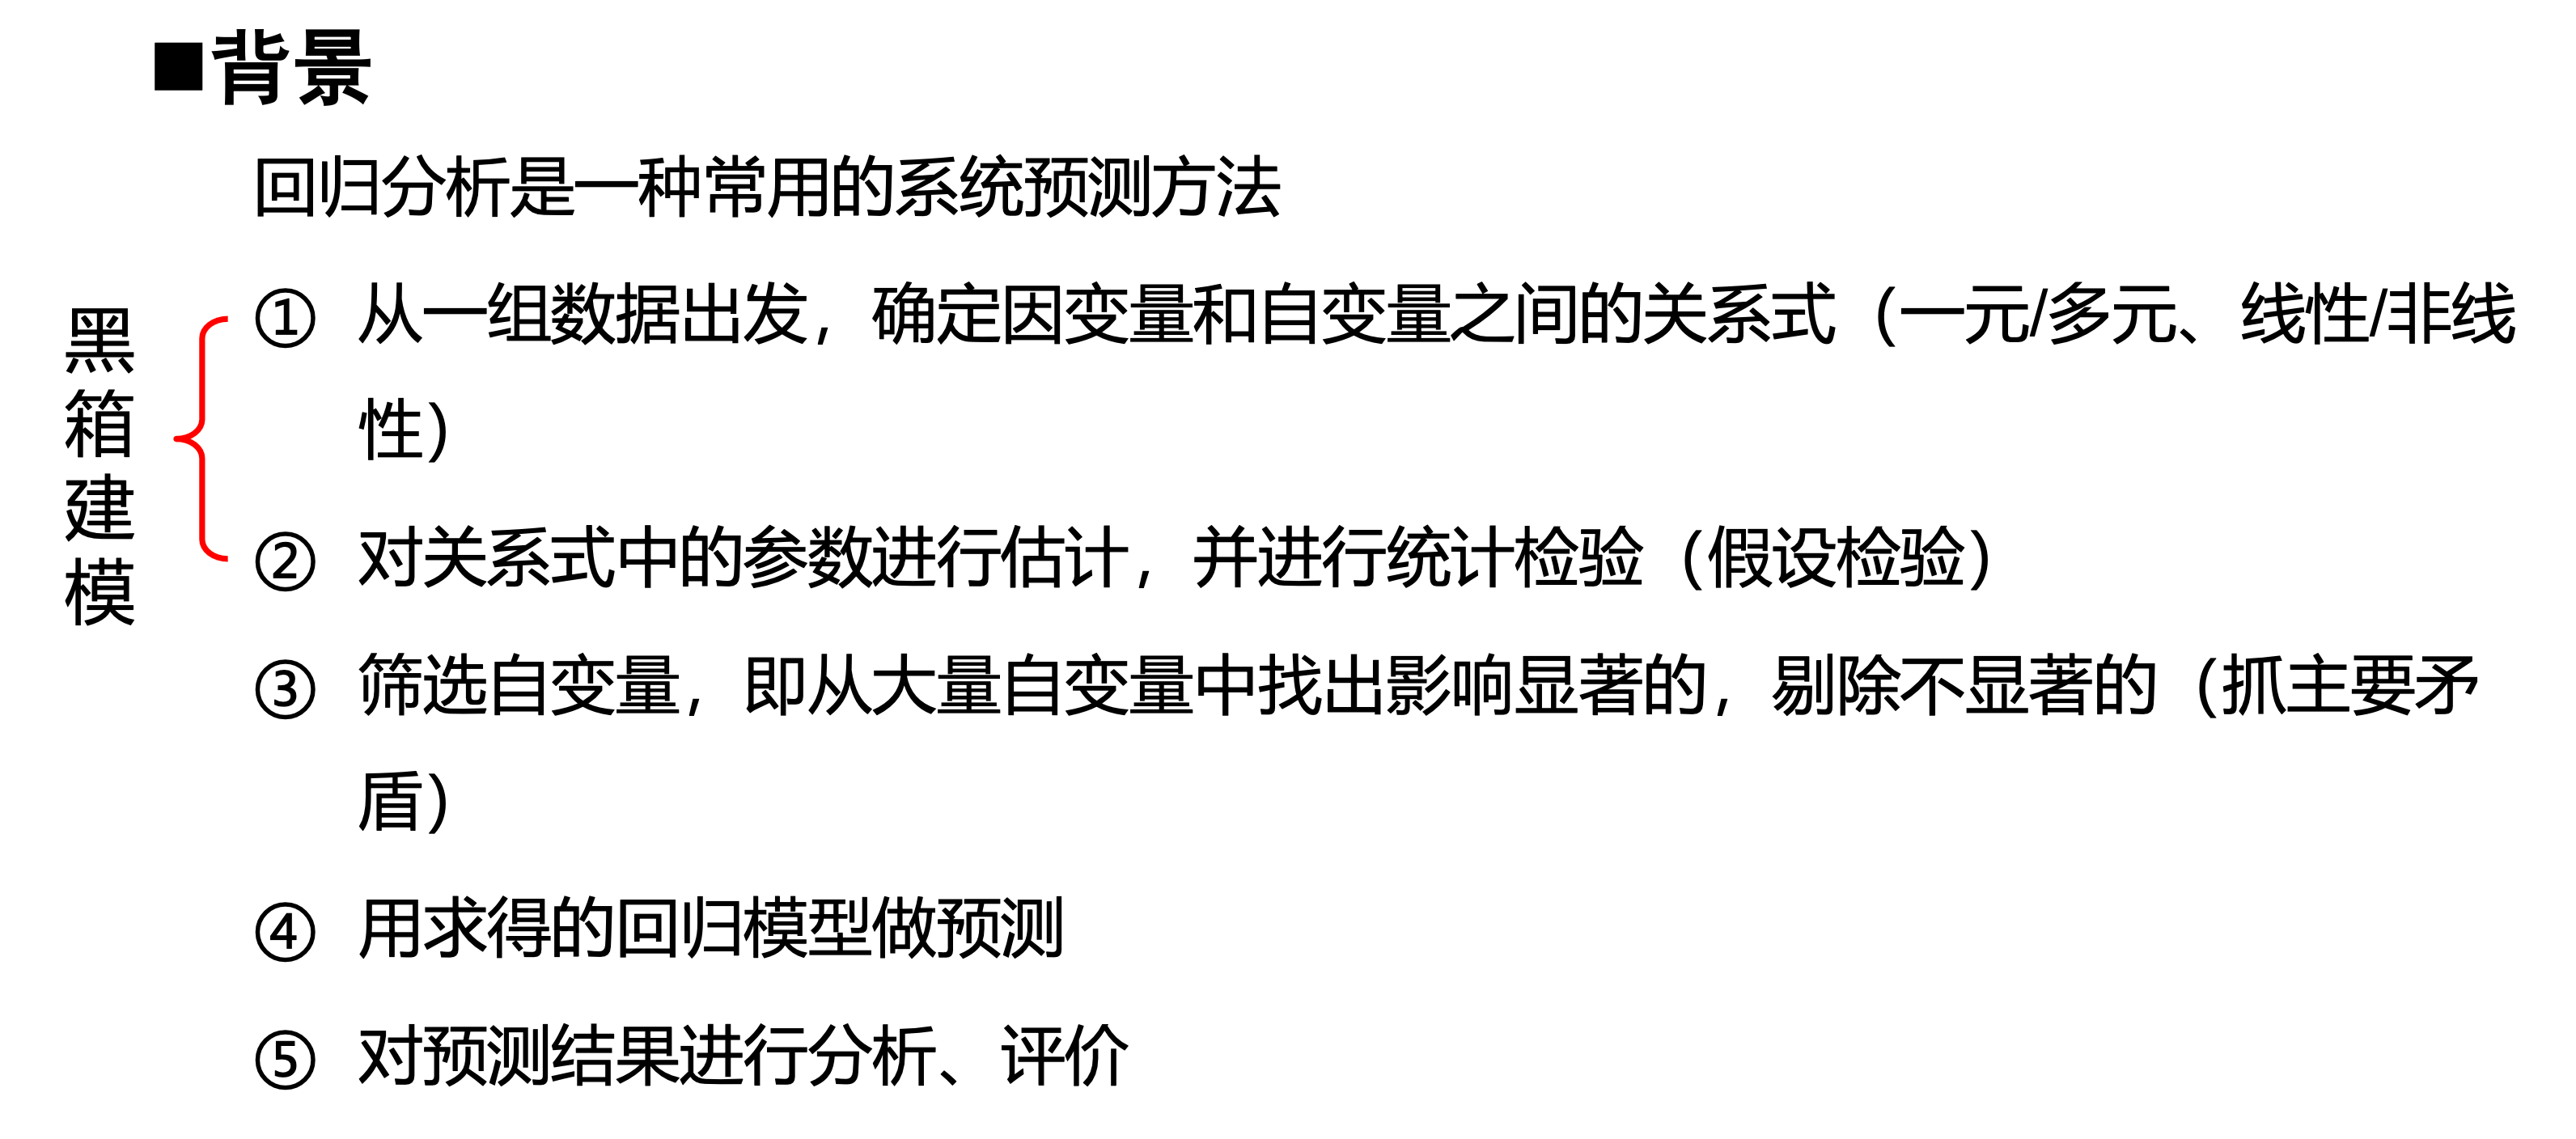 ■背景
回归分析是一种常用的系统预测方法
黑箱建模
① 从一组数据出发，确定因变量和自变量之间的关系式（一元/多元、线性/非线
性）
② 对关系式中的参数进行估计，并进行统计检验（假设检验）
③ 筛选自变量，即从大量自变量中找出影响显著的，剔除不显著的（抓主要矛
盾）
④ 用求得的回归模型做预测
⑤ 对预测结果进行分析、评价